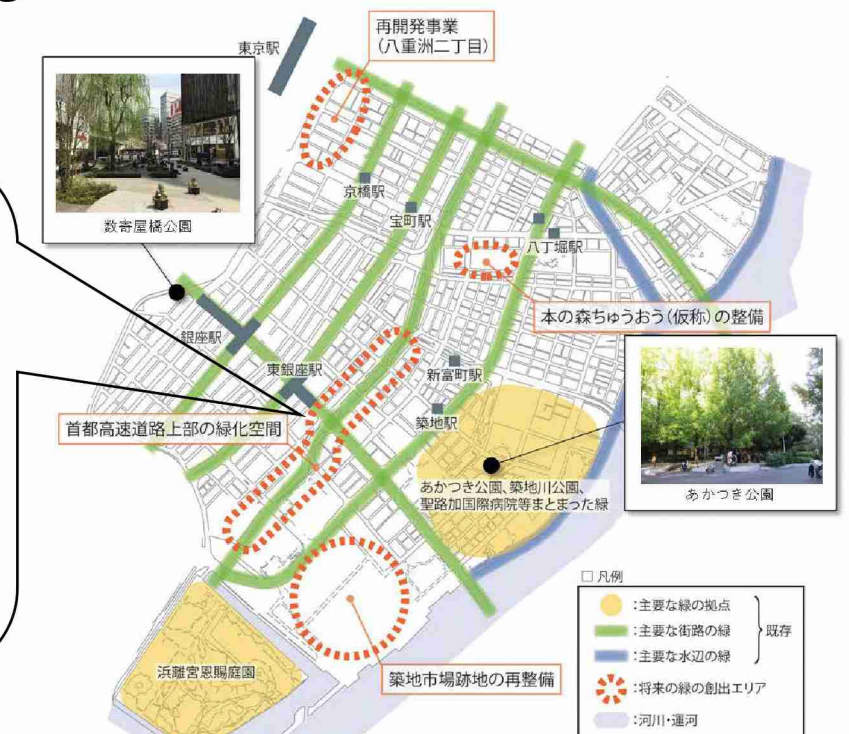 再開発事業
(八重洲二丁目)
東京駅
数寄屋橋公園
京橋駅
宝町駅
八丁堀駅
本の森ちゅうおう(仮称)の整備
銀座駅
東銀座駅
新富町駅
築地駅
首都高速道路上部の緑化空間
あかつき公園、築地川公園、
聖路加国際病院等まとまった緑
あかつき公園
浜離宮恩賜庭園
築地市場跡地の再整備
□ 凡例
:主要な緑の拠点
:主要な街路の緑
:主要な水辺の緑
既存
:将来の緑の創出エリア
:河川・運河